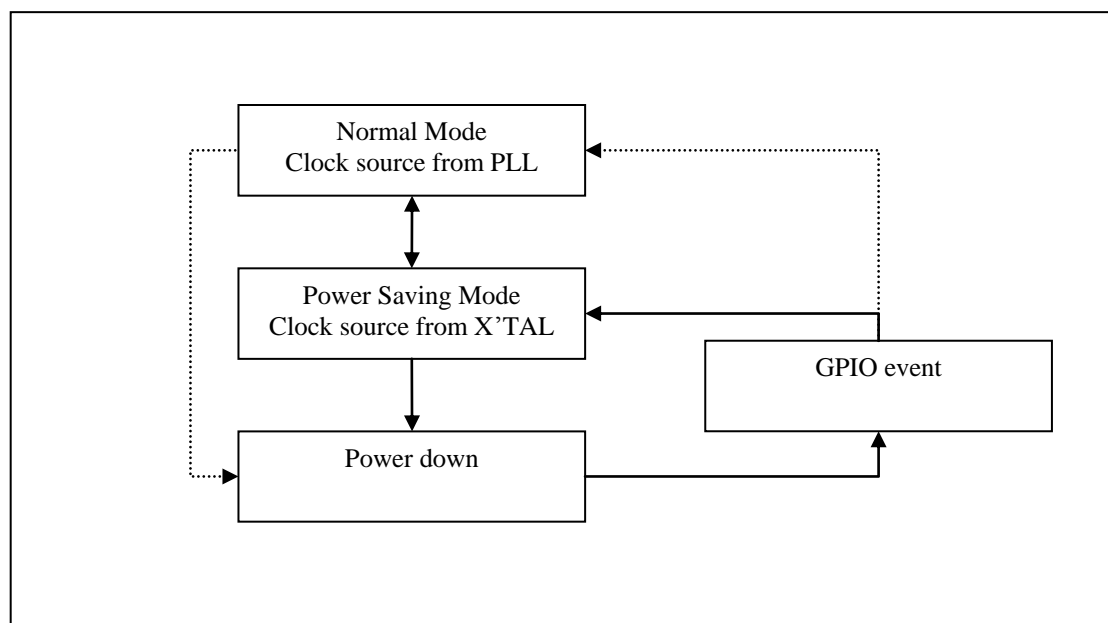 Normal Mode
Clock source from PLL
Power Saving Mode
Clock source from X’TAL
GPIO event
Power down